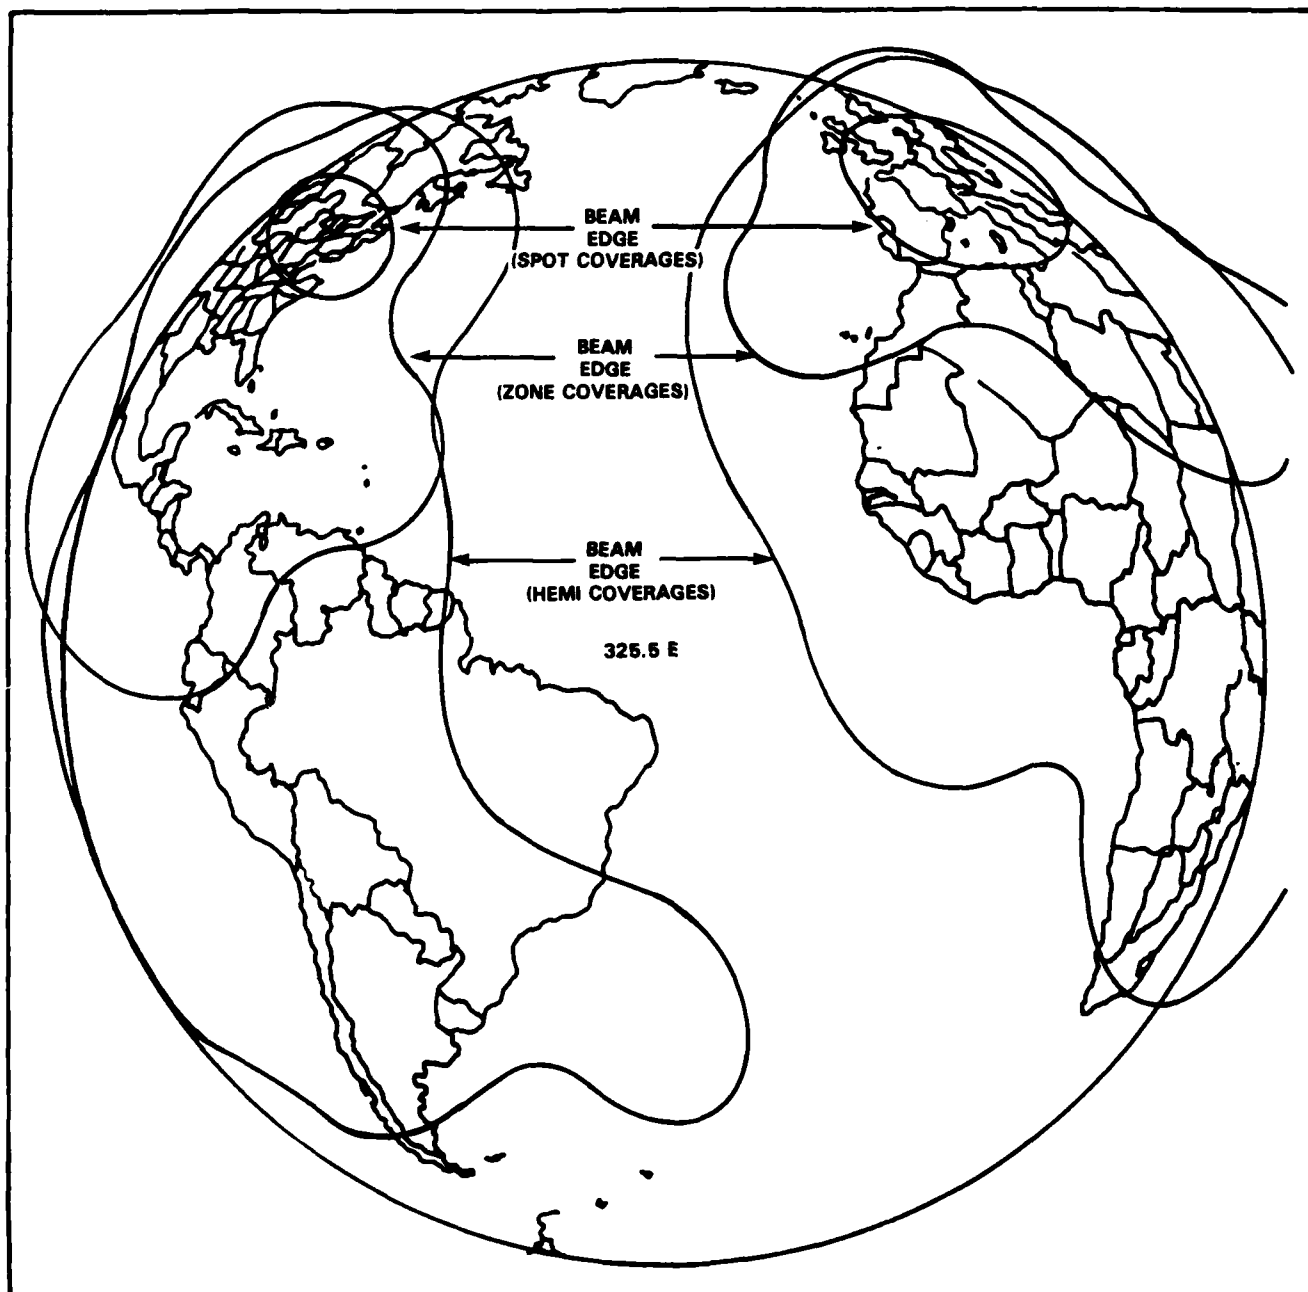 BEAM
EDGE
(SPOT COVERAGES)
BEAM
EDGE
(ZONE COVERAGES)
BEAM
EDGE
(HEMI COVERAGES)
325.5 E